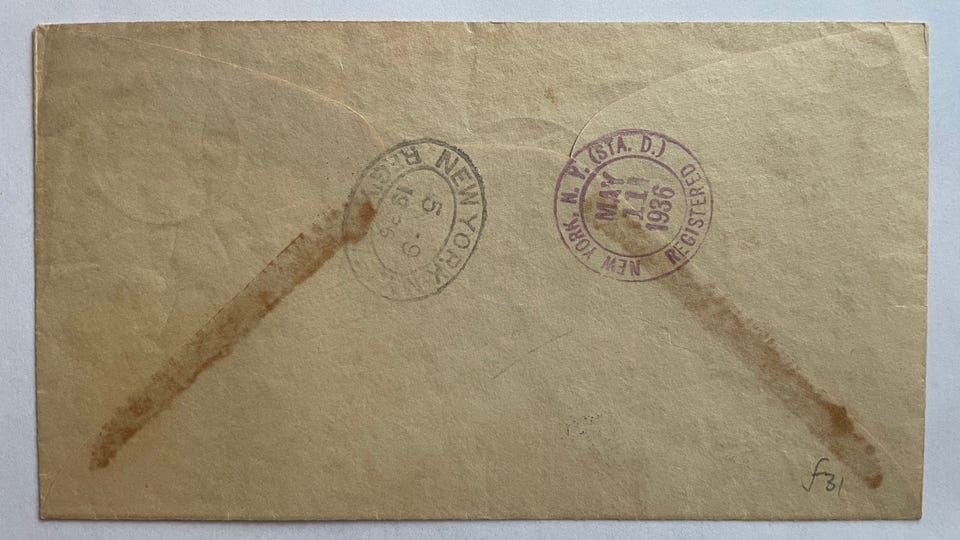 NEW YORK, N.Y.
REG'Y
5-9
1936
NEW YORK, N. Y. (STA. D.)
MAY
11
1936
REGISTERED
f31